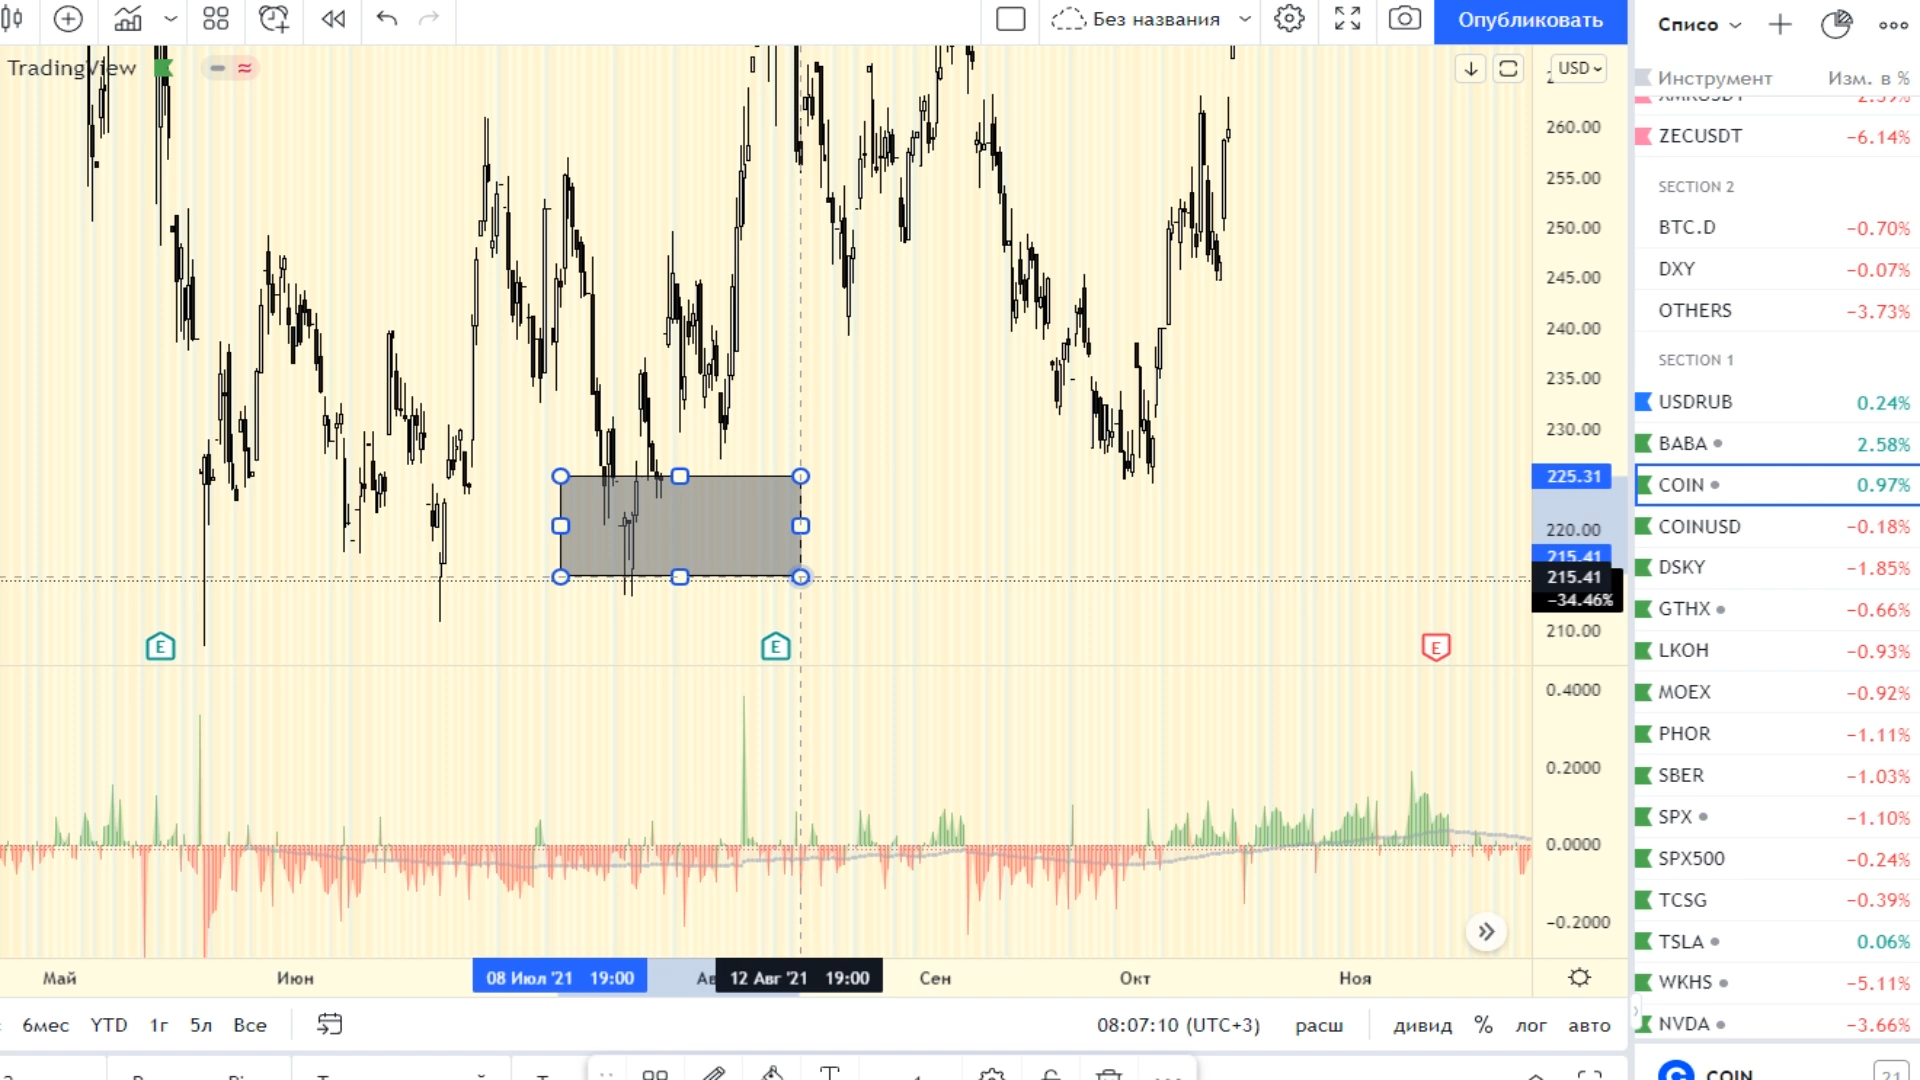 Без названия
Опубликовать
Списо
TradingView
USD
Инструмент
Изм. в %
260.00
255.00
250.00
245.00
240.00
235.00
230.00
225.31
220.00
215.41
215.41
−34.46%
210.00
E
E
E
0.4000
0.2000
0.0000
−0.2000
ZECUSDT −6.14%
SECTION 2
BTC.D −0.70%
DXY −0.07%
OTHERS −3.73%
SECTION 1
USDRUB 0.24%
BABA 2.58%
COIN 0.97%
COINUSD −0.18%
DSKY −1.85%
GTHX −0.66%
LKOH −0.93%
MOEX −0.92%
PHOR −1.11%
SBER −1.03%
SPX −1.10%
SPX500 −0.24%
TCSG −0.39%
TSLA 0.06%
WKHS −5.11%
NVDA −3.66%
Май
Июн
08 Июл '21 19:00
Ав
12 Авг '21 19:00
Сен
Окт
Ноя
6мес YTD 1г 5л Все
08:07:10 (UTC+3) расш дивид % лог авто
COIN
21